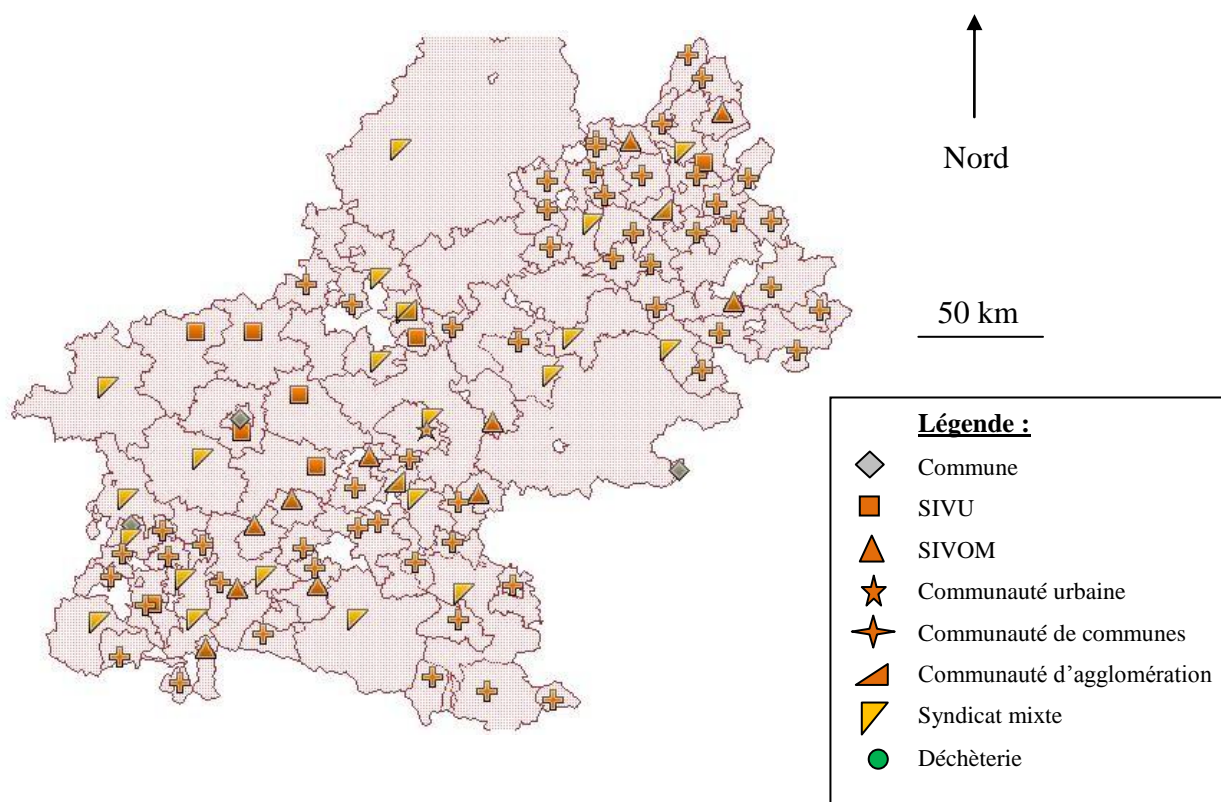 Nord
50 km
Légende :
Commune
SIVU
SIVOM
Communauté urbaine
Communauté de communes
Communauté d’agglomération
Syndicat mixte
Déchèterie